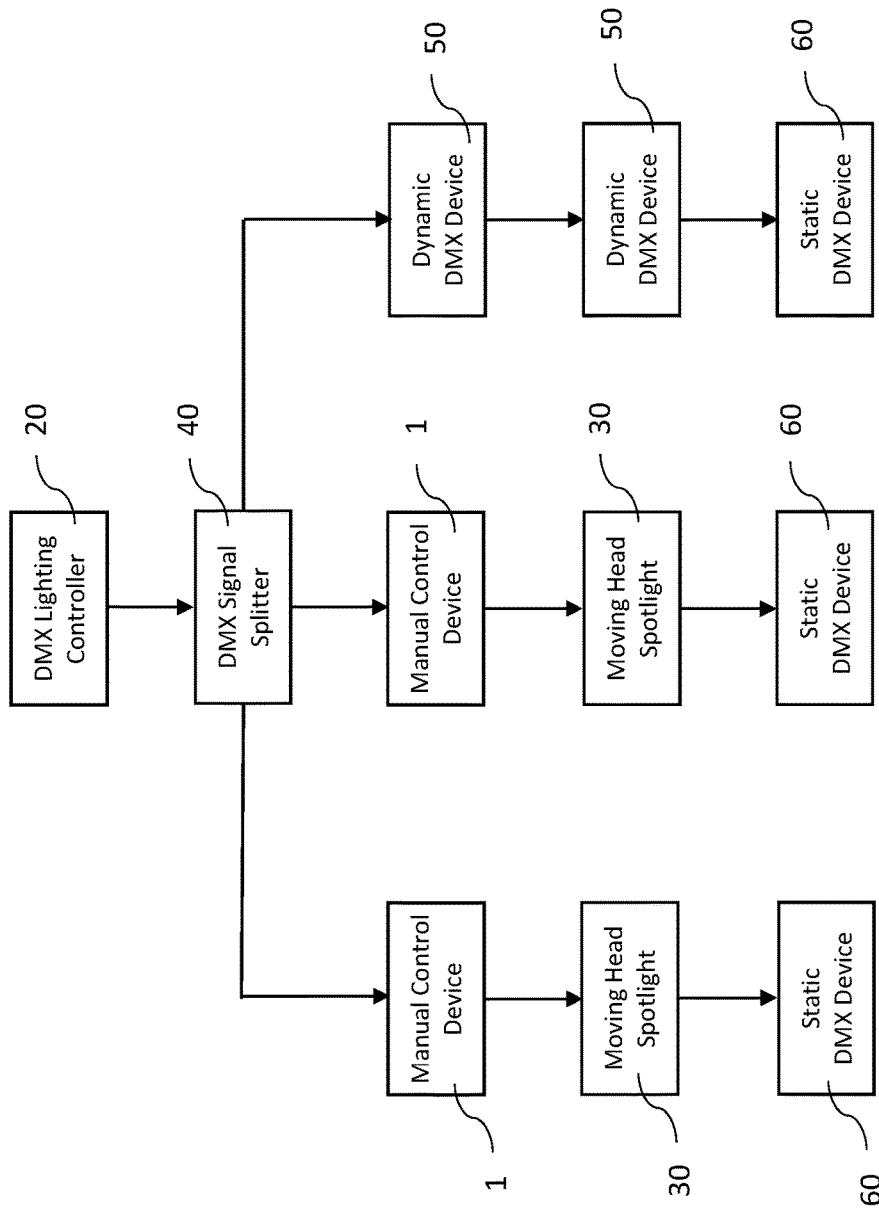 DMX Lighting
Controller
20
DMX Signal
Splitter
40
Manual Control
Device
1
Manual Control
Device
1
Dynamic
DMX Device
50
Moving Head
Spotlight
30
Moving Head
Spotlight
30
Dynamic
DMX Device
50
Static
DMX Device
60
Static
DMX Device
60
Static
DMX Device
60